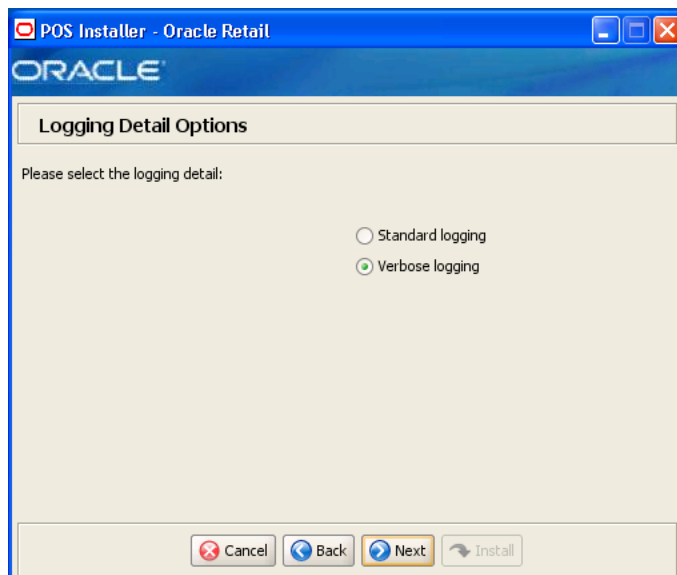 POS Installer - Oracle Retail
ORACLE
Logging Detail Options
Please select the logging detail:
Standard logging
Verbose logging
Cancel Back Next Install